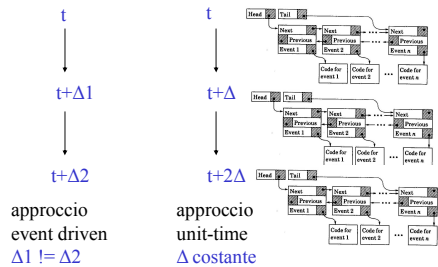 t
t
t+Δ1
t+Δ
t+Δ2
t+2Δ
approccio
event driven
Δ1 != Δ2
approccio
unit-time
Δ costante
Head Tail
Next Next Next
Previous Previous Previous
Event 1 Event 2 Event n
Code for event 1
Code for event 2
Code for event n
Head Tail
Next Next Next
Previous Previous Previous
Event 1 Event 2 Event n
Code for event 1
Code for event 2
Code for event n
Head Tail
Next Next Next
Previous Previous Previous
Event 1 Event 2 Event n
Code for event 1
Code for event 2
Code for event n